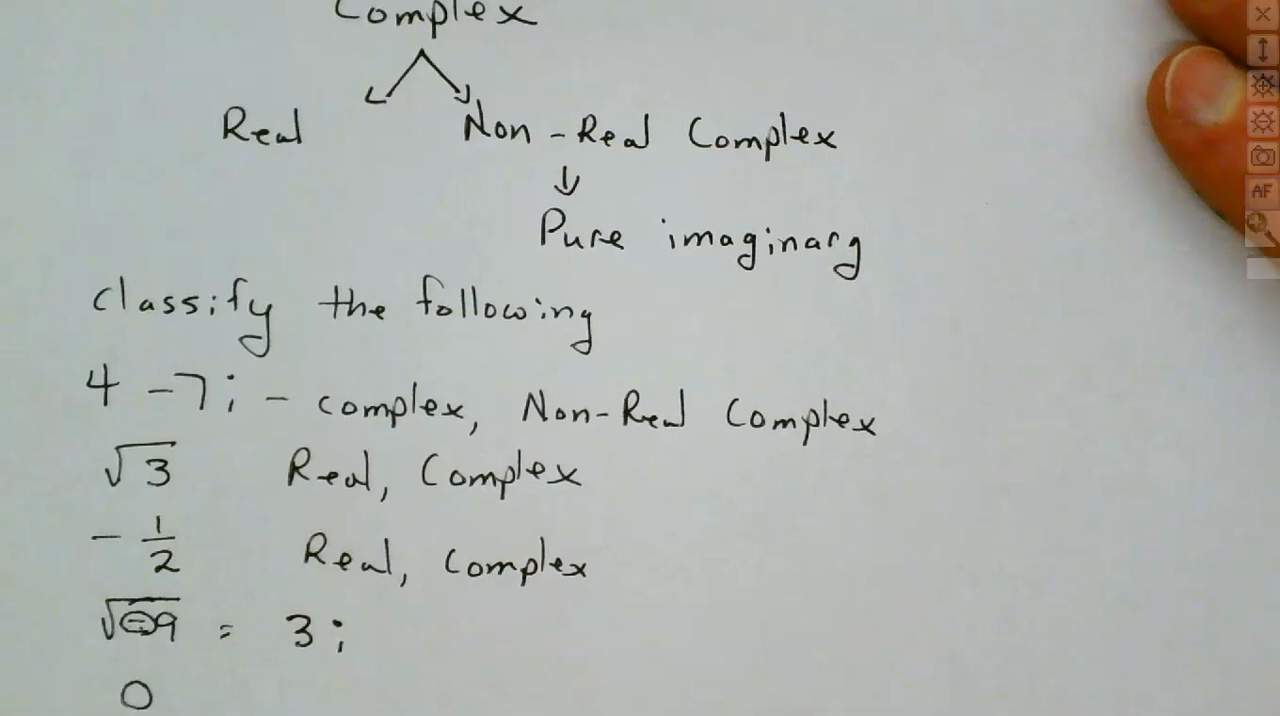 Complex
Real Non-Real Complex
Pure imaginary
classify the following
4 - 7i - complex, Non-Real Complex
√3 Real, Complex
- 1/2 Real, Complex
√-9 = 3i
0
AF